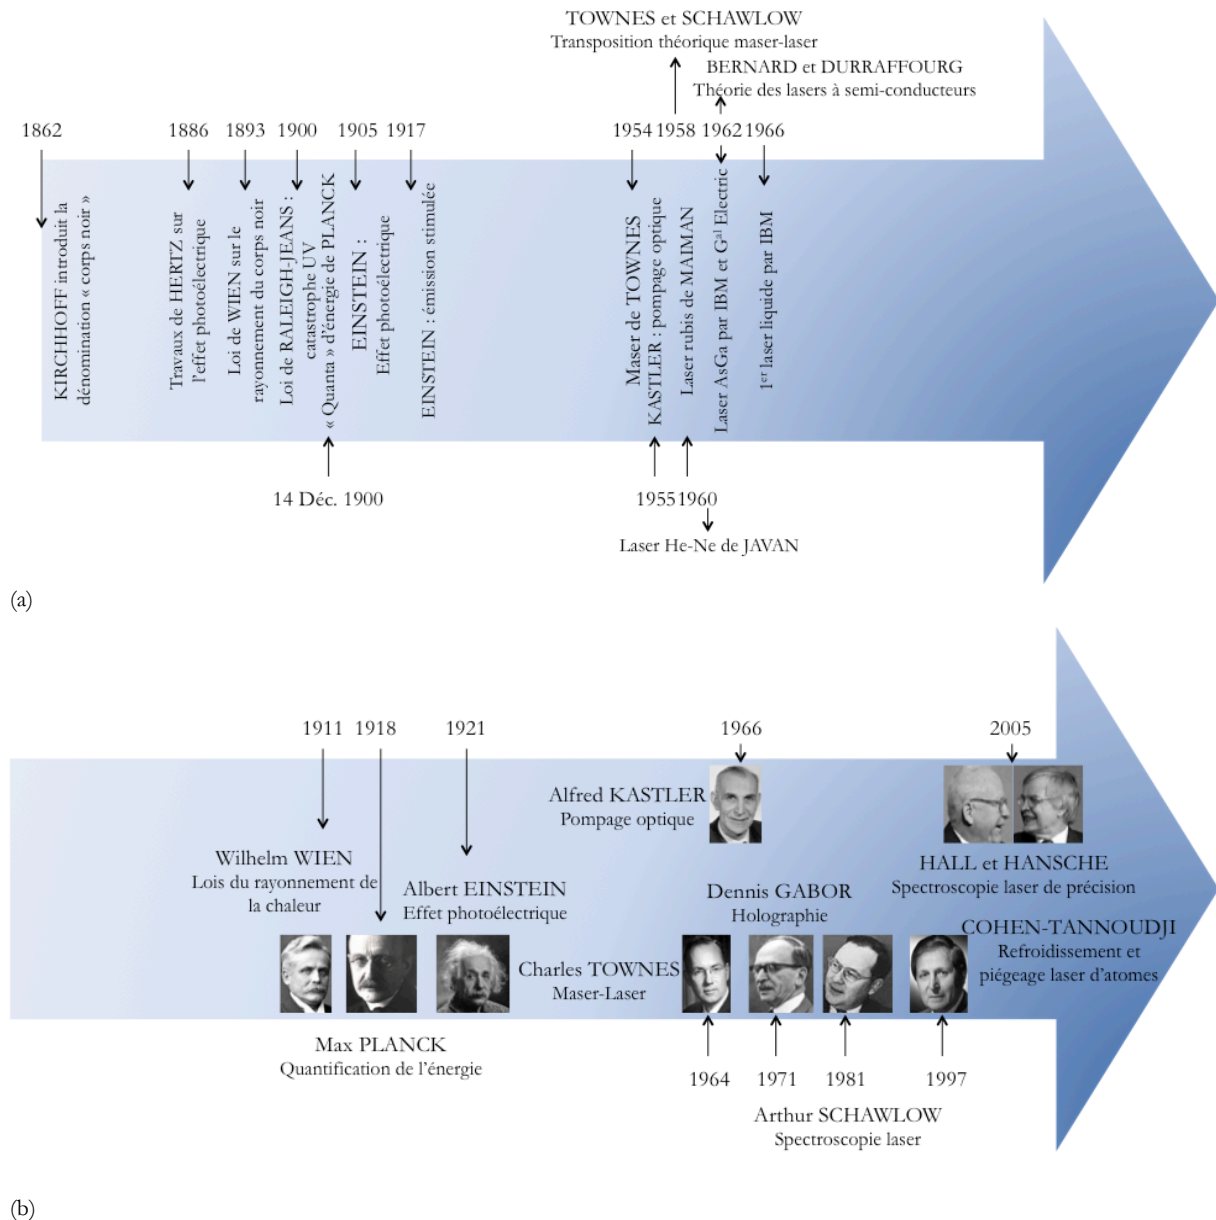 TOWNES et SCHAWLOW
Transposition théorique maser-laser
BERNARD et DURRAFFOURG
Théorie des lasers à semi-conducteurs
1862
1886
1893
1900
1905
1917
1954
1958
1962
1966
KIRCHHOFF introduit la
dénomination « corps noir »
Travaux de HERTZ sur
l'effet photoélectrique
Loi de WIEN sur le
rayonnement du corps noir
Loi de RALEIGH-JEANS :
catastrophe UV
« Quanta » d'énergie de PLANCK
EINSTEIN :
Effet photoélectrique
EINSTEIN : émission stimulée
Maser de TOWNES
KASTLER : pompage optique
Laser rubis de MAIMAN
Laser AsGa par IBM et Gal Electric
1er laser liquide par IBM
14 Déc. 1900
1955
1960
Laser He-Ne de JAVAN
(a)
1911
1918
1921
1966
2005
Alfred KASTLER
Pompage optique
Wilhelm WIEN
Lois du rayonnement de
la chaleur
Albert EINSTEIN
Effet photoélectrique
Dennis GABOR
Holographie
HALL et HANSCHE
Spectroscopie laser de précision
Charles TOWNES
Maser-Laser
COHEN-TANNOUDJI
Refroidissement et
piégeage laser d'atomes
Max PLANCK
Quantification de l'énergie
1964
1971
1981
1997
Arthur SCHAWLOW
Spectroscopie laser
(b)